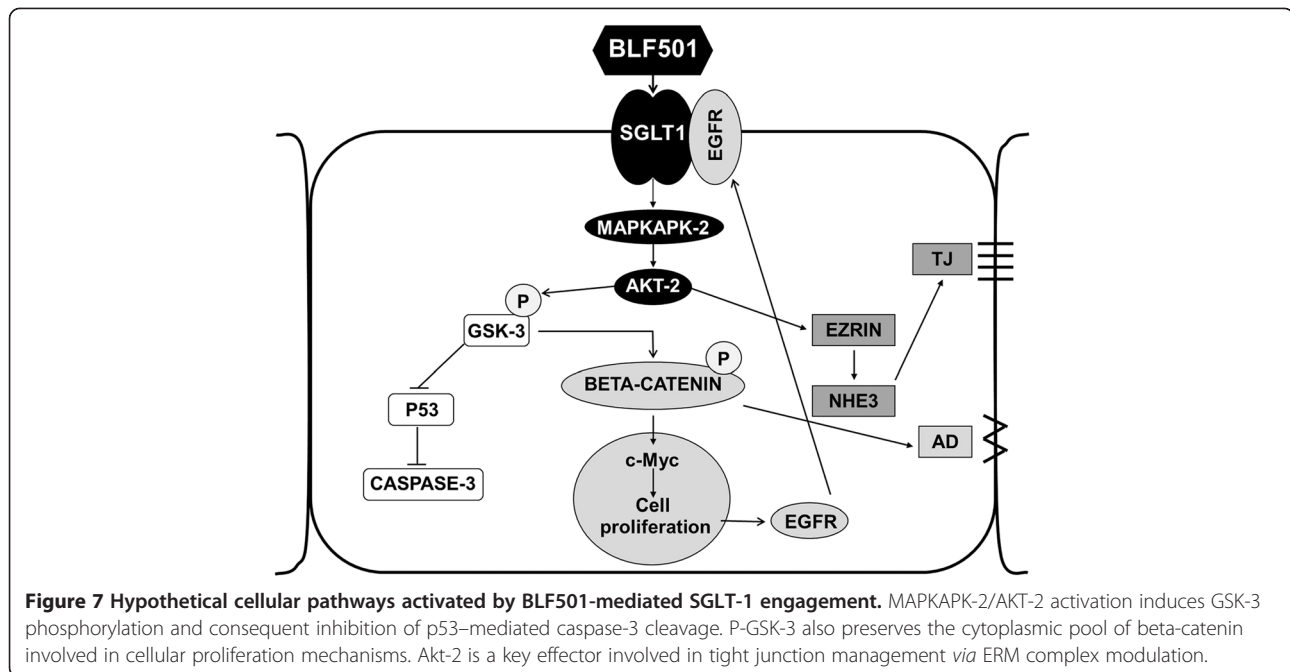 BLF501
SGLT1
EGFR
MAPKAPK-2
AKT-2
P
GSK-3
TJ
EZRIN
P
BETA-CATENIN
NHE3
P53
AD
c-Myc
CASPASE-3
Cell
proliferation
EGFR
Figure 7 Hypothetical cellular pathways activated by BLF501-mediated SGLT-1 engagement. MAPKAPK-2/AKT-2 activation induces GSK-3
phosphorylation and consequent inhibition of p53–mediated caspase-3 cleavage. P-GSK-3 also preserves the cytoplasmic pool of beta-catenin
involved in cellular proliferation mechanisms. Akt-2 is a key effector involved in tight junction management via ERM complex modulation.